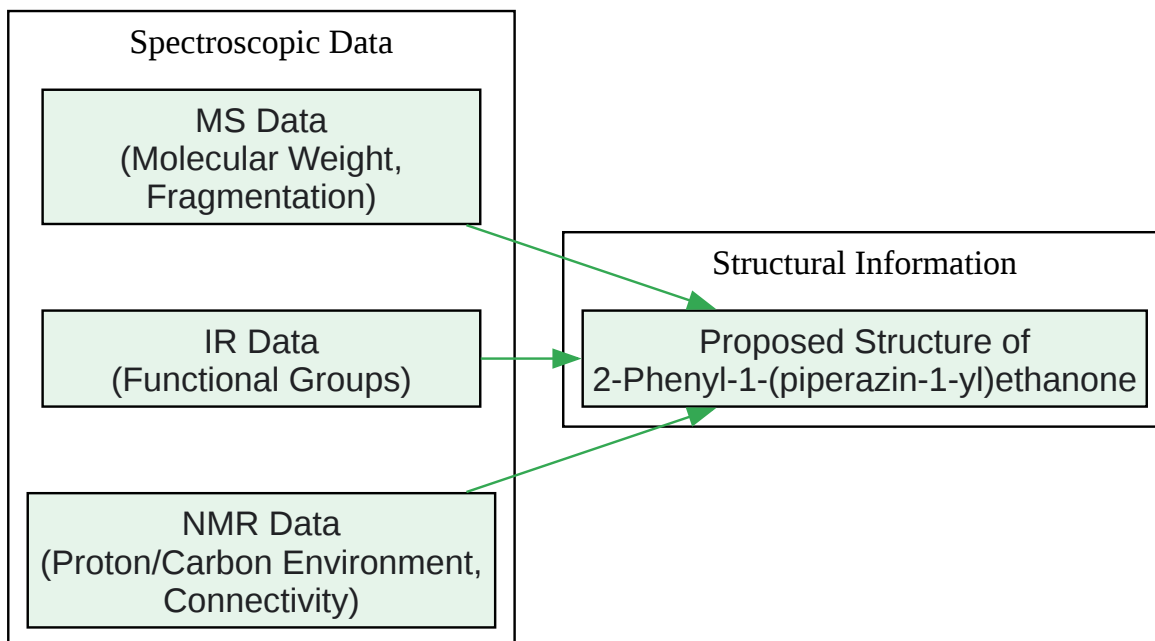 Spectroscopic Data
MS Data
(Molecular Weight,
Fragmentation)
IR Data
(Functional Groups)
NMR Data
(Proton/Carbon Environment,
Connectivity)
Structural Information
Proposed Structure of
2-Phenyl-1-(piperazin-1-yl)ethanone